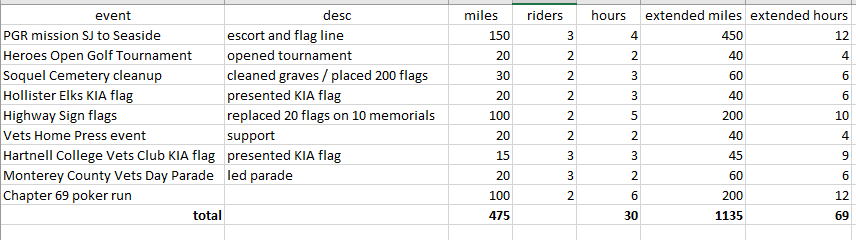 event desc miles riders hours extended miles extended hours
PGR mission SJ to Seaside escort and flag line 150 3 4 450 12
Heroes Open Golf Tournament opened tournament 20 2 2 40 4
Soquel Cemetery cleanup cleaned graves / placed 200 flags 30 2 3 60 6
Hollister Elks KIA flag presented KIA flag 20 2 3 40 6
Highway Sign flags replaced 20 flags on 10 memorials 100 2 5 200 10
Vets Home Press event support 20 2 2 40 4
Hartnell College Vets Club KIA flag presented KIA flag 15 3 3 45 9
Monterey County Vets Day Parade led parade 20 3 2 60 6
Chapter 69 poker run 100 2 6 200 12
total 475 30 1135 69